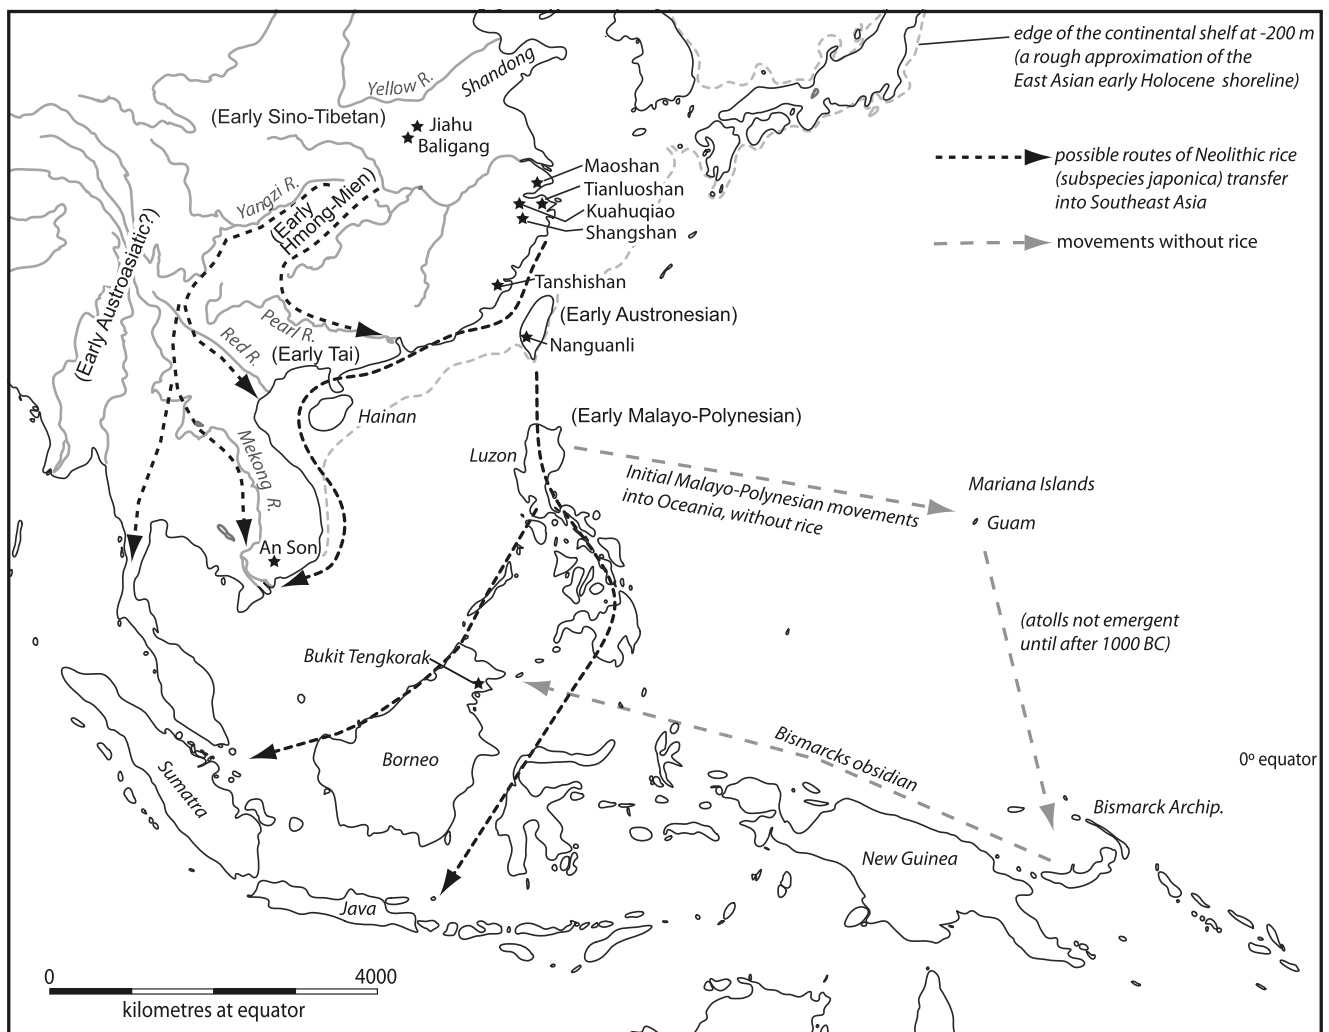 edge of the continental shelf at -200 m
(a rough approximation of the
East Asian early Holocene shoreline)
possible routes of Neolithic rice
(subspecies japonica) transfer
into Southeast Asia
movements without rice
Yellow R.
Shandong
(Early Sino-Tibetan)
Jiahu
Baligang
Maoshan
Tianluoshan
Kuahuqiao
Shangshan
Yangzi R.
(Early
Hmong-Mien)
(Early Austroasiatic?)
Tanshishan
(Early Austronesian)
Nanguanli
Pearl R.
Red R.
(Early Tai)
Hainan
(Early Malayo-Polynesian)
Luzon
Mekong R.
Initial Malayo-Polynesian movements
into Oceania, without rice
Mariana Islands
Guam
An Son
(atolls not emergent
until after 1000 BC)
Bukit Tengkorak
Borneo
Sumatra
Bismarcks obsidian
0º equator
Bismarck Archip.
New Guinea
Java
0 4000
kilometres at equator